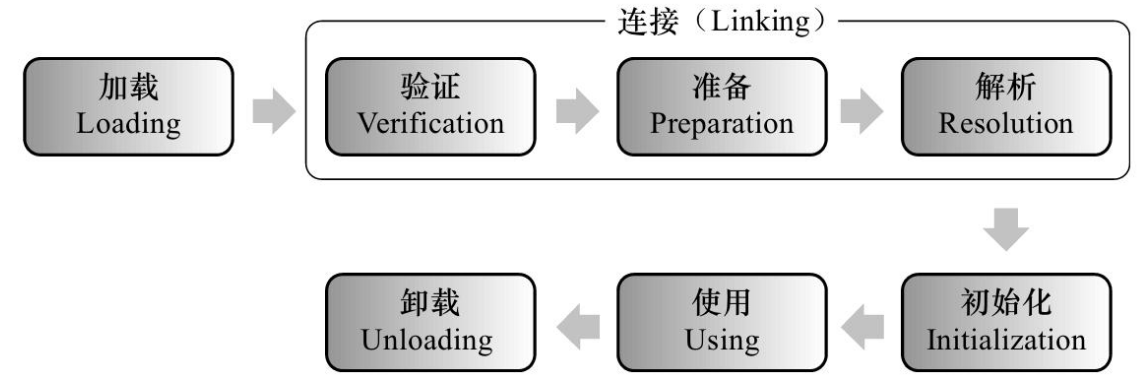 连接（Linking）
加载
Loading
验证
Verification
准备
Preparation
解析
Resolution
初始化
Initialization
使用
Using
卸载
Unloading